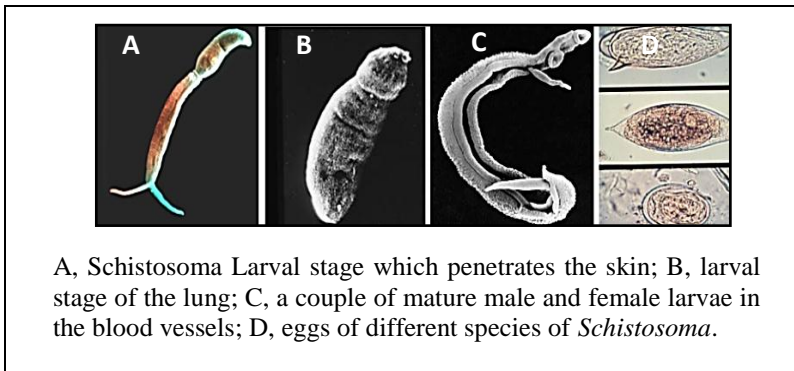 A B C D
A, Schistosoma Larval stage which penetrates the skin; B, larval
stage of the lung; C, a couple of mature male and female larvae in
the blood vessels; D, eggs of different species of Schistosoma.